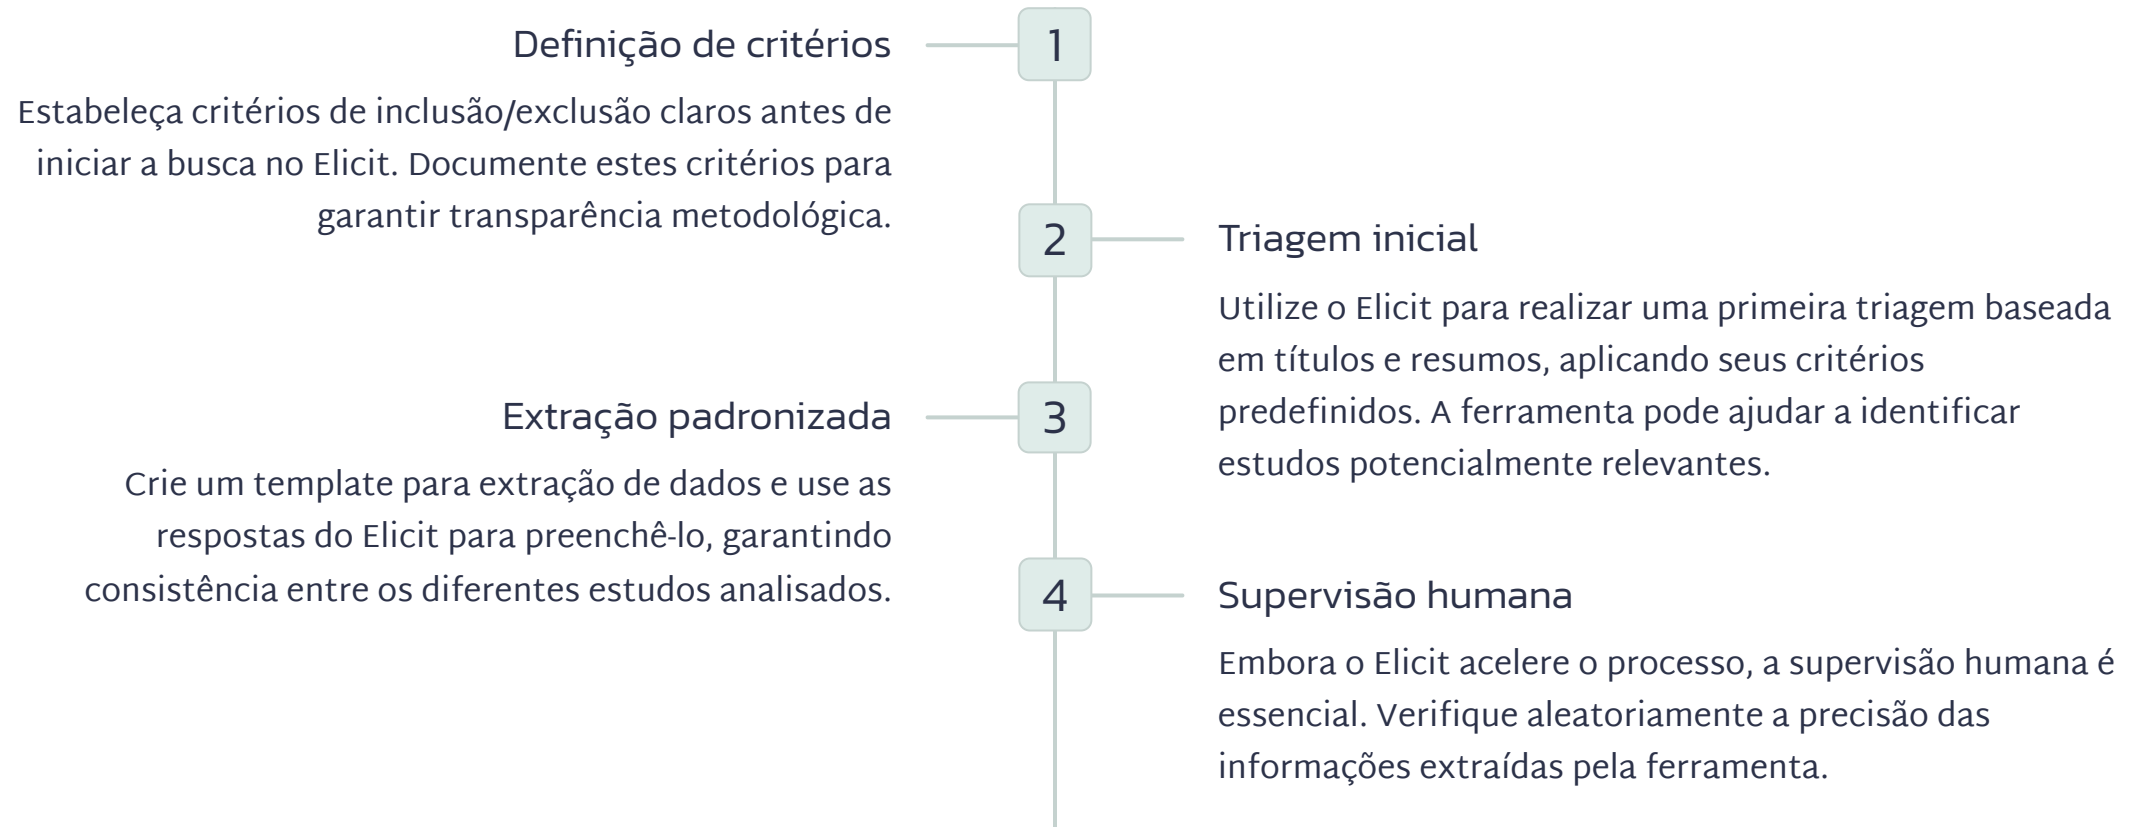 Definição de critérios
1
Estabeleça critérios de inclusão/exclusão claros antes de
iniciar a busca no Elicit. Documente estes critérios para
garantir transparência metodológica.
2
Triagem inicial
Utilize o Elicit para realizar uma primeira triagem baseada
em títulos e resumos, aplicando seus critérios
predefinidos. A ferramenta pode ajudar a identificar
estudos potencialmente relevantes.
Extração padronizada
3
Crie um template para extração de dados e use as
respostas do Elicit para preenchê-lo, garantindo
consistência entre os diferentes estudos analisados.
4
Supervisão humana
Embora o Elicit acelere o processo, a supervisão humana é
essencial. Verifique aleatoriamente a precisão das
informações extraídas pela ferramenta.